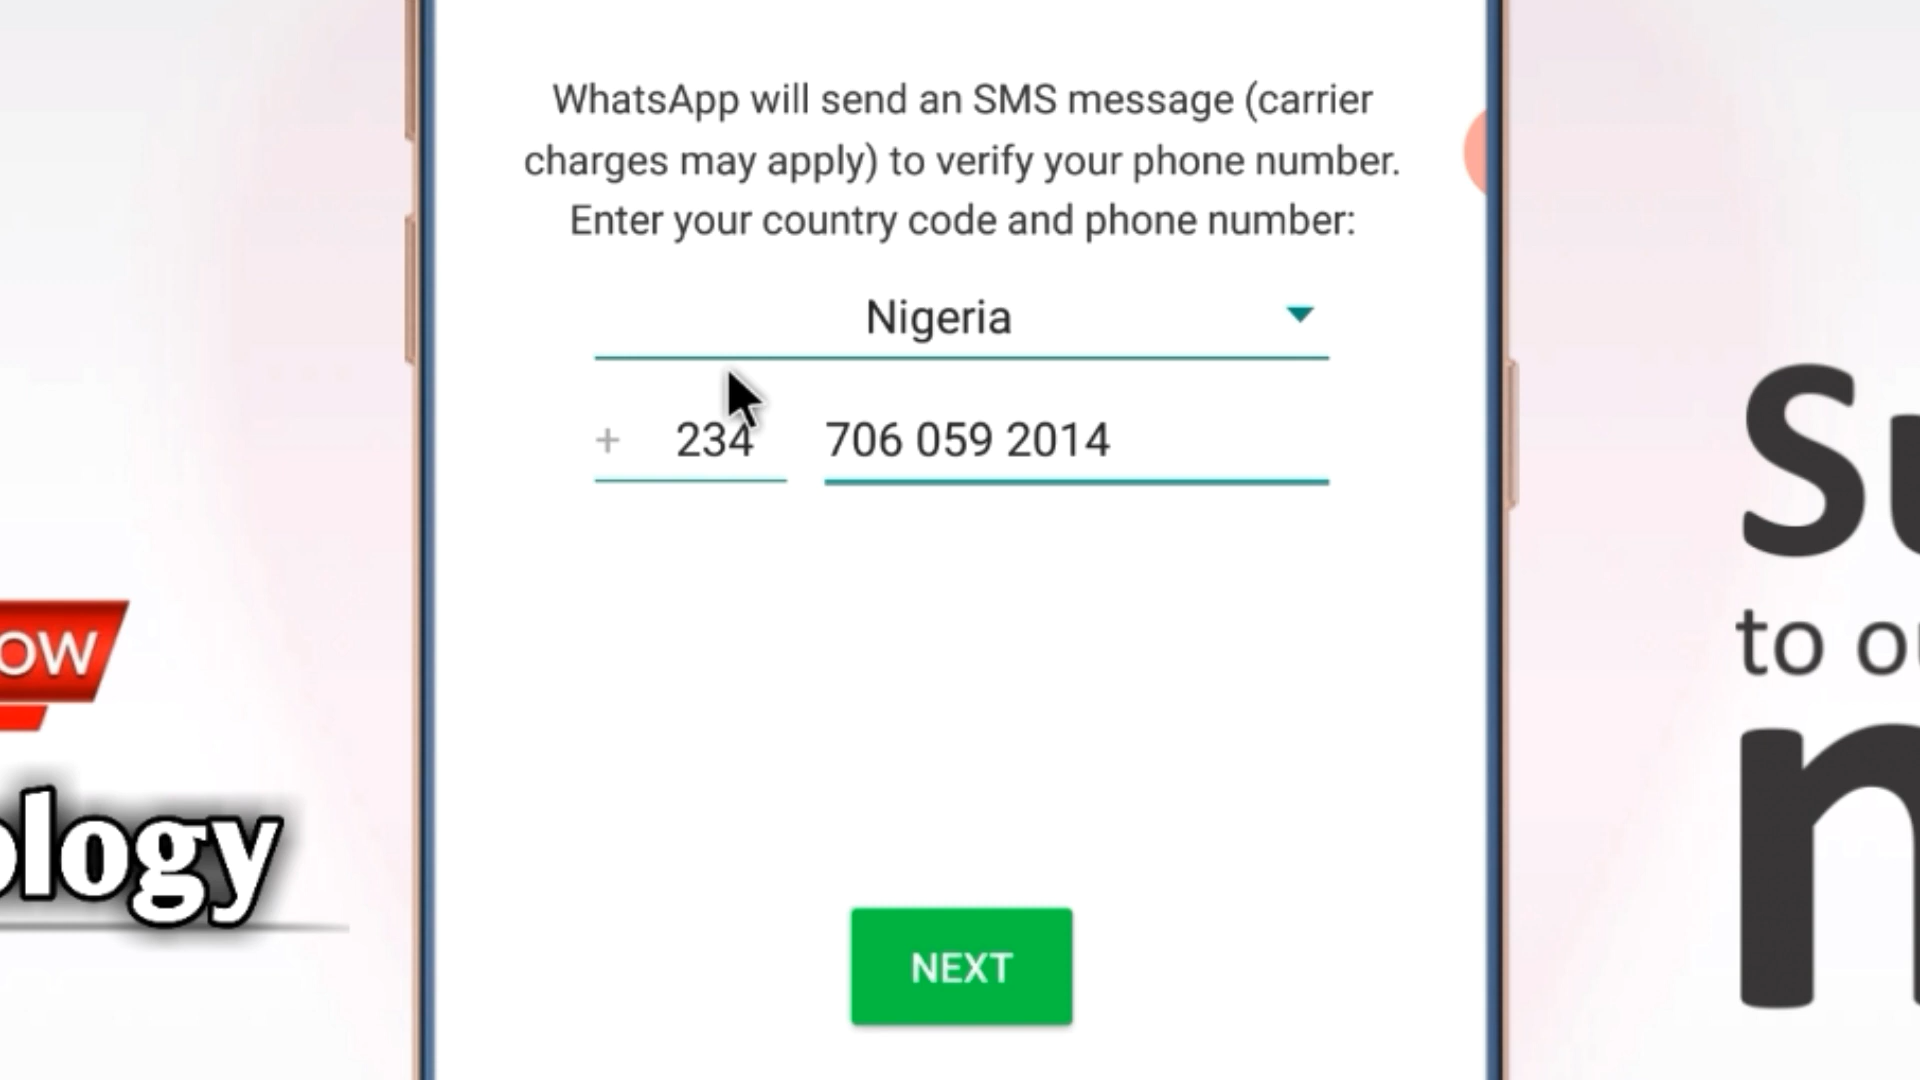 WhatsApp will send an SMS message (carrier
charges may apply) to verify your phone number.
Enter your country code and phone number:
Nigeria
+ 234 706 059 2014
NEXT
to